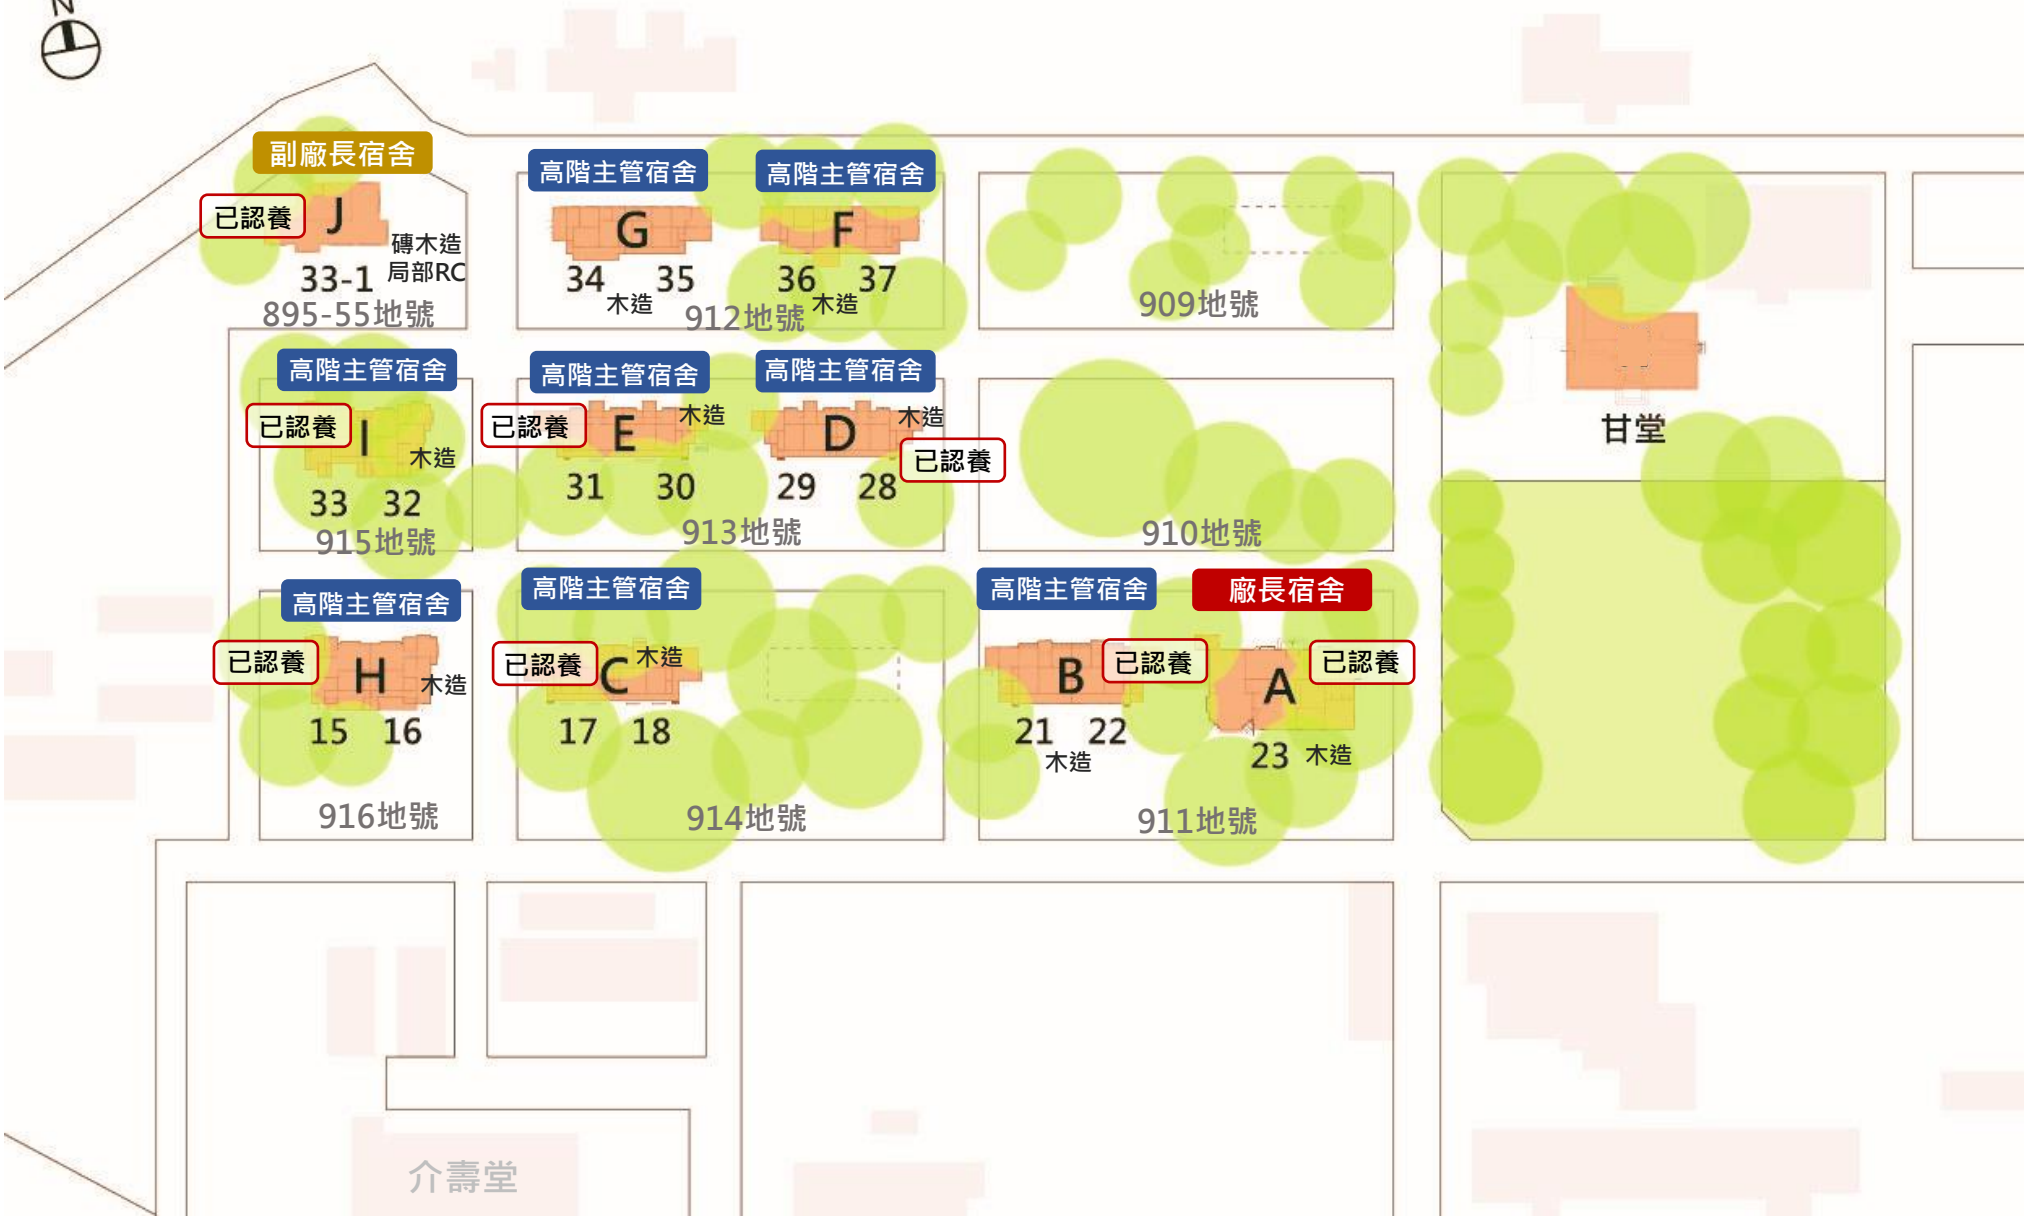 N
副廠長宿舍
已認養
J
磚木造
局部RC
33-1
895-55地號
高階主管宿舍
G
34
35
木造
高階主管宿舍
F
36
37
木造
912地號
909地號
甘堂
高階主管宿舍
已認養
I
木造
33
32
915地號
高階主管宿舍
已認養
E
木造
31
30
高階主管宿舍
D
木造
已認養
29
28
913地號
910地號
高階主管宿舍
已認養
H
木造
15
16
916地號
高階主管宿舍
已認養
C
木造
17
18
914地號
高階主管宿舍
B
已認養
21
22
木造
廠長宿舍
A
已認養
23
木造
911地號
介壽堂